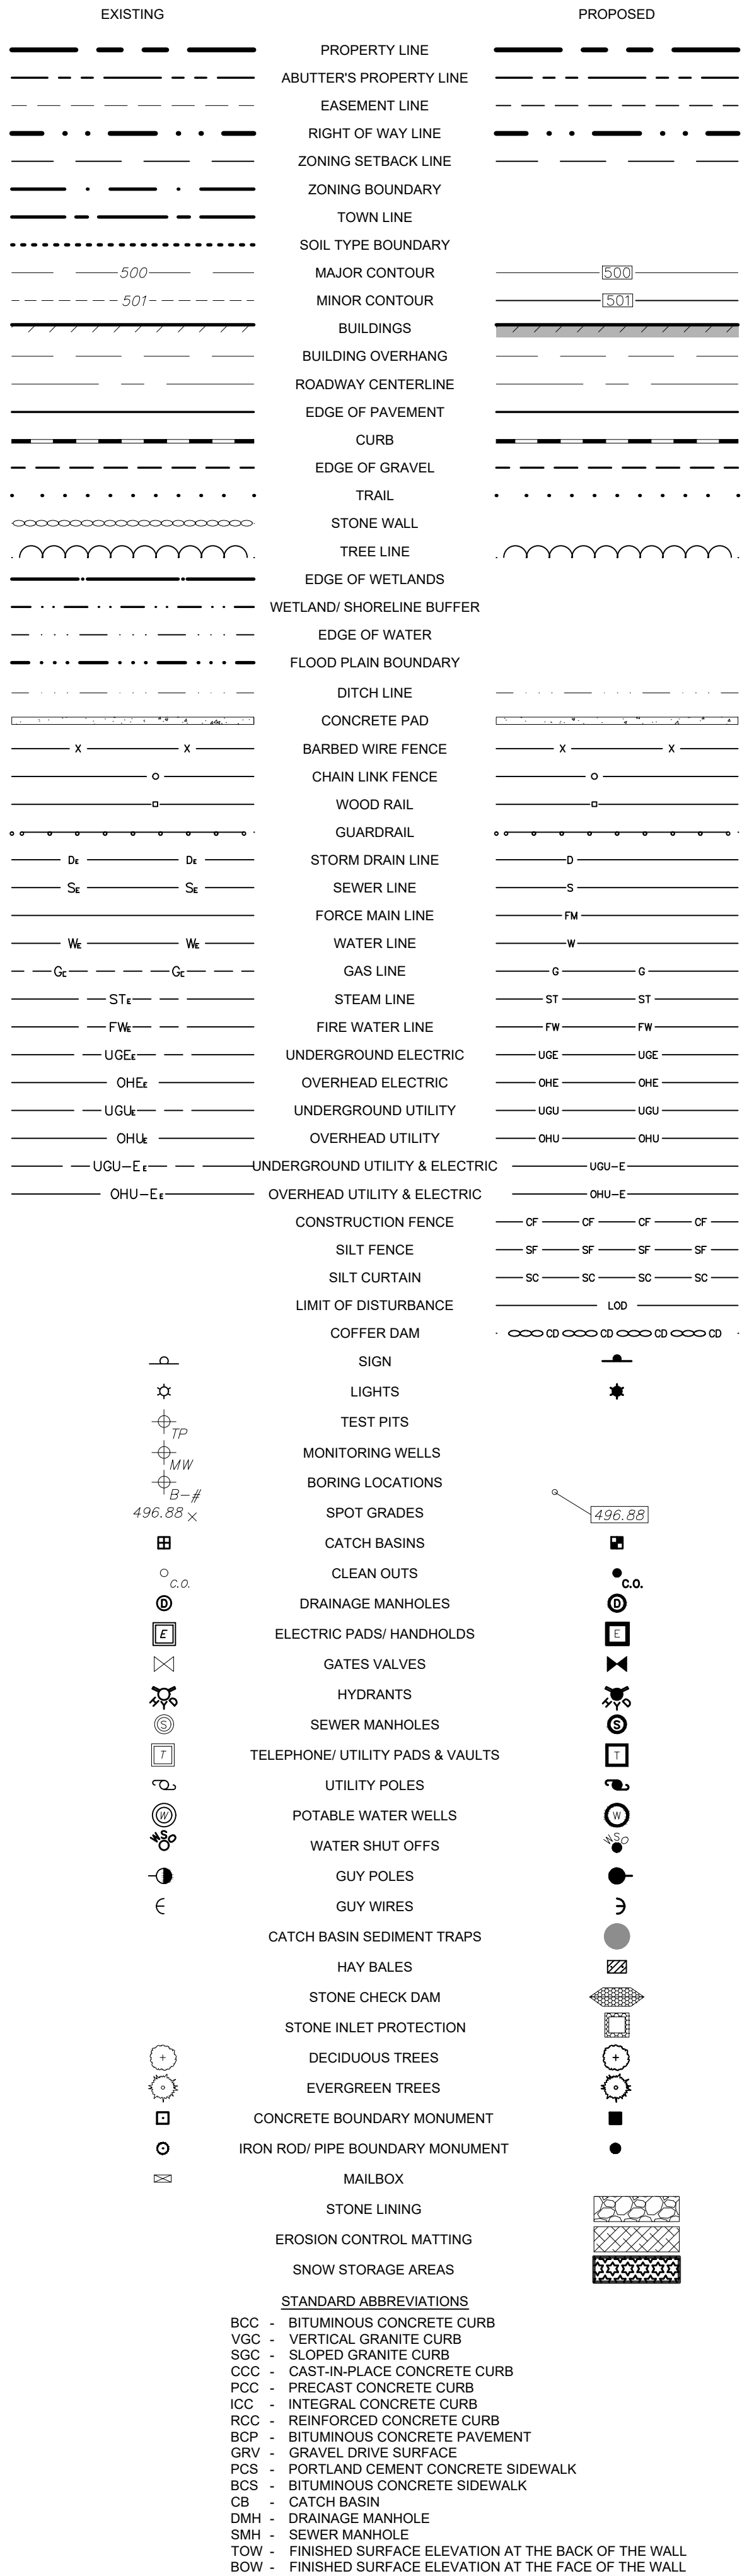 EXISTING PROPOSED
PROPERTY LINE
ABUTTER'S PROPERTY LINE
EASEMENT LINE
RIGHT OF WAY LINE
ZONING SETBACK LINE
ZONING BOUNDARY
TOWN LINE
SOIL TYPE BOUNDARY
500 MAJOR CONTOUR 500
501 MINOR CONTOUR 501
BUILDINGS
BUILDING OVERHANG
ROADWAY CENTERLINE
EDGE OF PAVEMENT
CURB
EDGE OF GRAVEL
TRAIL
STONE WALL
TREE LINE
EDGE OF WETLANDS
WETLAND/ SHORELINE BUFFER
EDGE OF WATER
FLOOD PLAIN BOUNDARY
DITCH LINE
CONCRETE PAD
X X BARBED WIRE FENCE X X
CHAIN LINK FENCE
WOOD RAIL
GUARDRAIL
DE DE STORM DRAIN LINE D
SE SE SEWER LINE S
FORCE MAIN LINE FM
WE WE WATER LINE W
GE GE GAS LINE G G
STE STEAM LINE ST ST
FWE FIRE WATER LINE FW FW
UGEE UNDERGROUND ELECTRIC UGE UGE
OHEE OVERHEAD ELECTRIC OHE OHE
UGUE UNDERGROUND UTILITY UGU UGU
OHUE OVERHEAD UTILITY OHU OHU
UGU-EE UNDERGROUND UTILITY & ELECTRIC UGU-E
OHU-EE OVERHEAD UTILITY & ELECTRIC OHU-E
CONSTRUCTION FENCE CF CF CF CF
SILT FENCE SF SF SF SF
SILT CURTAIN SC SC SC SC
LIMIT OF DISTURBANCE LOD
COFFER DAM CD CD CD CD
SIGN
LIGHTS
TP TEST PITS
MW MONITORING WELLS
B-# BORING LOCATIONS
496.88 SPOT GRADES 496.88
CATCH BASINS
C.O. CLEAN OUTS C.O.
D DRAINAGE MANHOLES D
E ELECTRIC PADS/ HANDHOLDS E
GATES VALVES
HYD HYDRANTS HYD
S SEWER MANHOLES S
T TELEPHONE/ UTILITY PADS & VAULTS T
UTILITY POLES
W POTABLE WATER WELLS W
WSO WATER SHUT OFFS WSO
GUY POLES
GUY WIRES
CATCH BASIN SEDIMENT TRAPS
HAY BALES
STONE CHECK DAM
STONE INLET PROTECTION
DECIDUOUS TREES
EVERGREEN TREES
CONCRETE BOUNDARY MONUMENT
IRON ROD/ PIPE BOUNDARY MONUMENT
MAILBOX
STONE LINING
EROSION CONTROL MATTING
SNOW STORAGE AREAS
STANDARD ABBREVIATIONS
BCC - BITUMINOUS CONCRETE CURB
VGC - VERTICAL GRANITE CURB
SGC - SLOPED GRANITE CURB
CCC - CAST-IN-PLACE CONCRETE CURB
PCC - PRECAST CONCRETE CURB
ICC - INTEGRAL CONCRETE CURB
RCC - REINFORCED CONCRETE CURB
BCP - BITUMINOUS CONCRETE PAVEMENT
GRV - GRAVEL DRIVE SURFACE
PCS - PORTLAND CEMENT CONCRETE SIDEWALK
BCS - BITUMINOUS CONCRETE SIDEWALK
CB - CATCH BASIN
DMH - DRAINAGE MANHOLE
SMH - SEWER MANHOLE
TOW - FINISHED SURFACE ELEVATION AT THE BACK OF THE WALL
BOW - FINISHED SURFACE ELEVATION AT THE FACE OF THE WALL